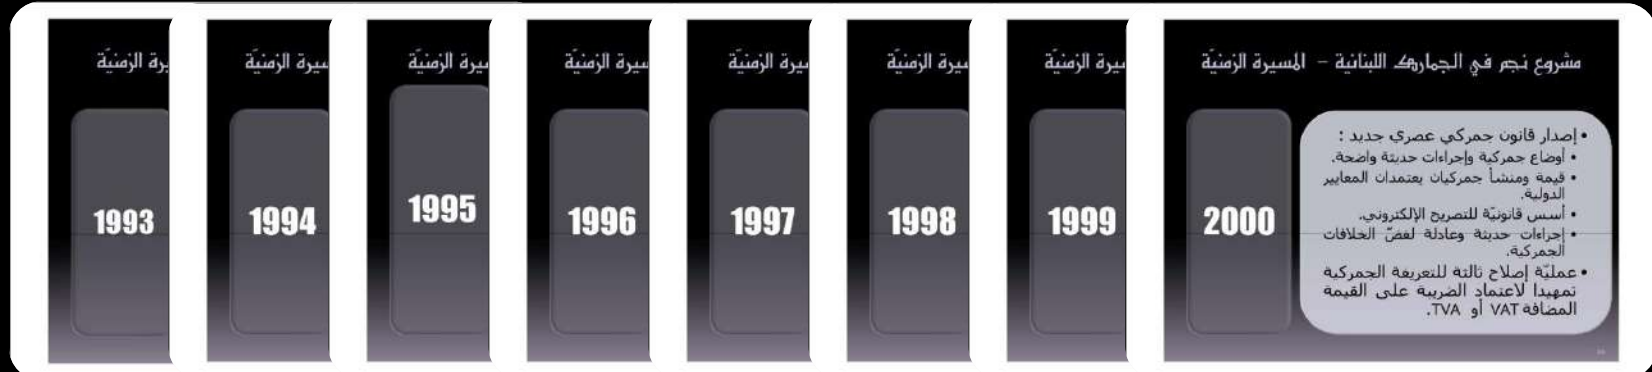 يرة الزمنيّة
1993
سيرة الزمنيّة
1994
سيرة الزمنيّة
1995
سيرة الزمنيّة
1996
سيرة الزمنيّة
1997
سيرة الزمنيّة
1998
سيرة الزمنيّة
1999
مشروع نجم في الجمارك اللبنانية – المسيرة الزمنيّة
2000
• إصدار قانون جمركي عصري جديد :
• أوضاع جمركية وإجراءات حديثة واضحة.
• قيمة ومنشأ جمركيان يعتمدان المعايير
الدولية.
• أسس قانونيّة للتصريح الإلكتروني.
• إجراءات حديثة وعادلة لفضّ الخلافات
الجمركية.
• عمليّة إصلاح ثالثة للتعريفة الجمركية
تمهيدا لاعتماد الضريبة على القيمة
المضافة VAT أو TVA.